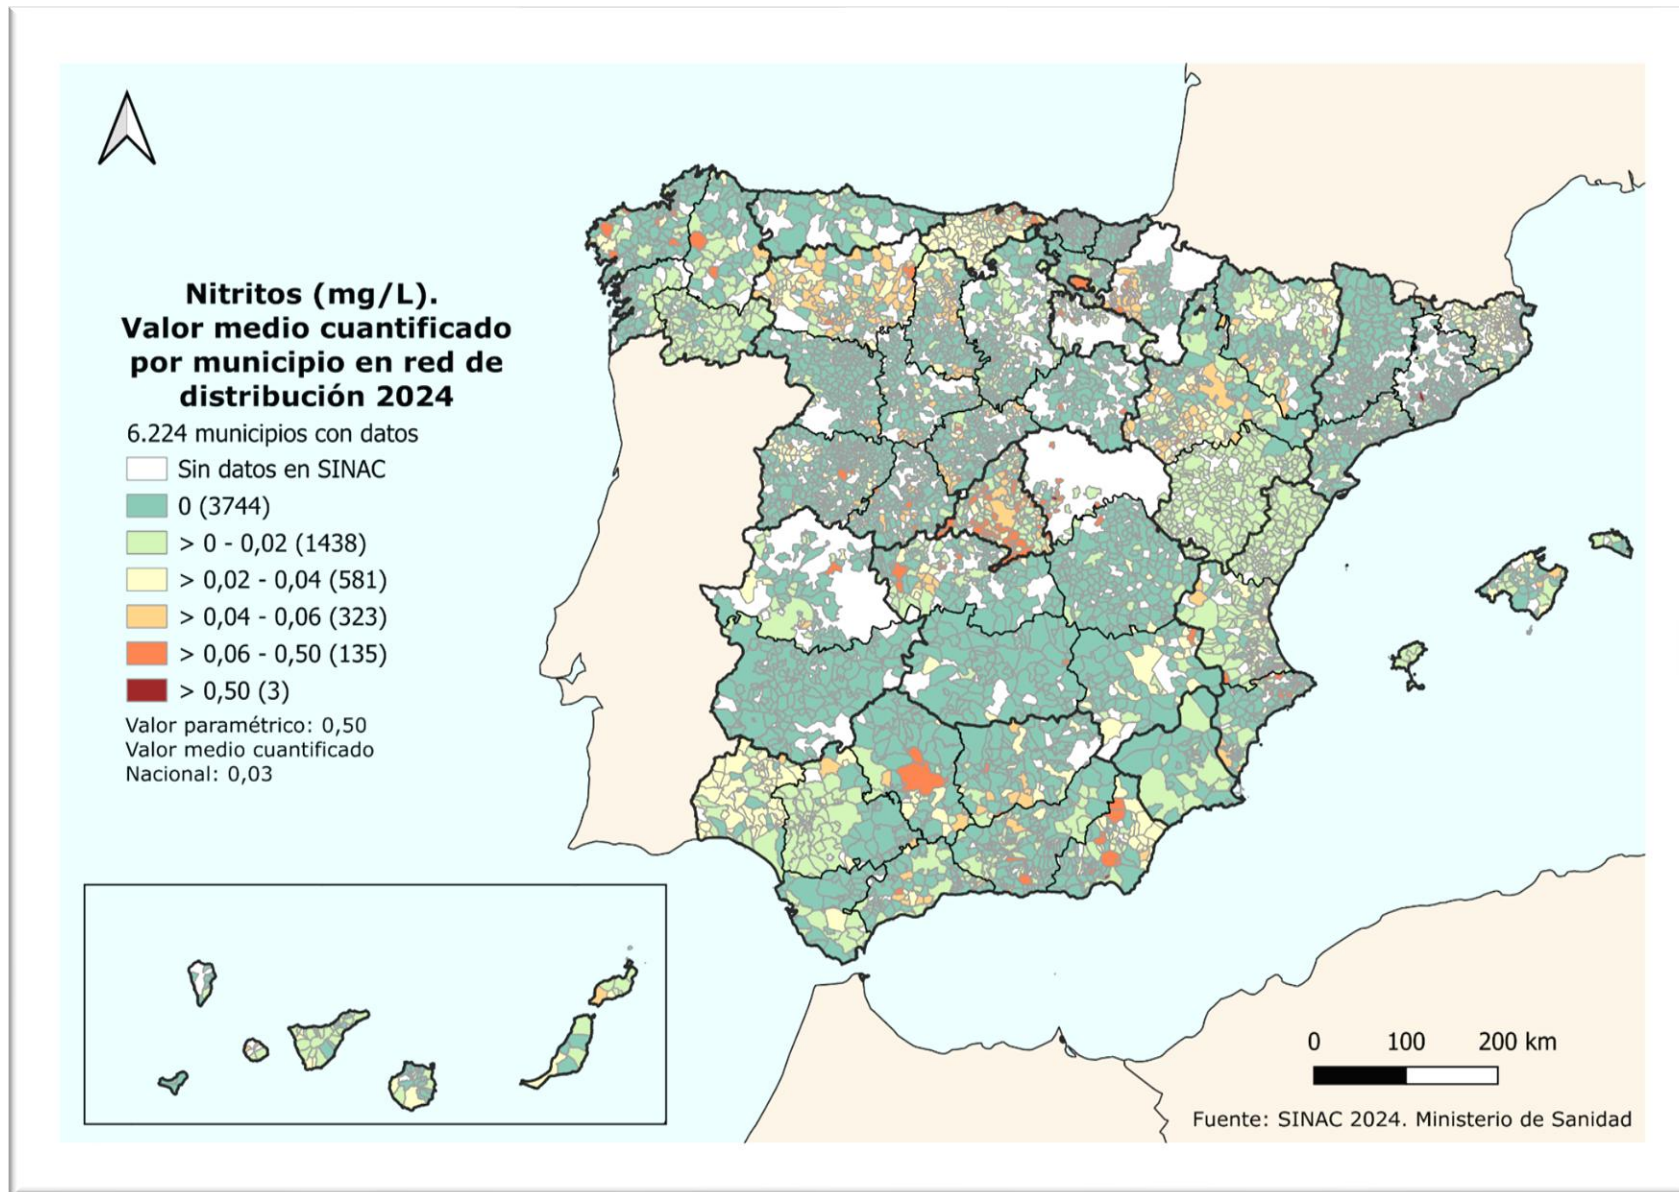 Nitritos (mg/L).
Valor medio cuantificado
por municipio en red de
distribución 2024
6.224 municipios con datos
Sin datos en SINAC
0 (3744)
> 0 - 0,02 (1438)
> 0,02 - 0,04 (581)
> 0,04 - 0,06 (323)
> 0,06 - 0,50 (135)
> 0,50 (3)
Valor paramétrico: 0,50
Valor medio cuantificado
Nacional: 0,03
0 100 200 km
Fuente: SINAC 2024. Ministerio de Sanidad